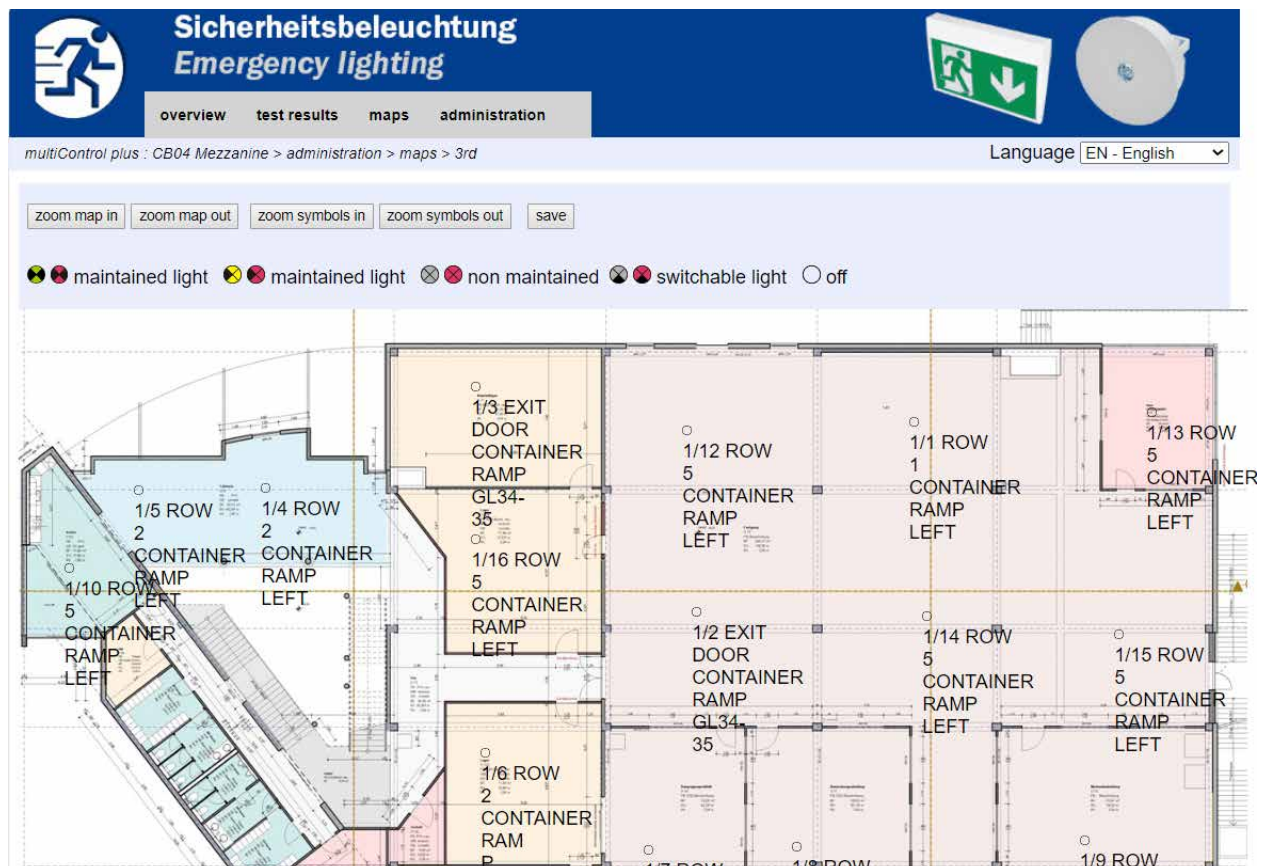 Sicherheitsbeleuchtung
Emergency lighting
overview test results maps administration
multiControl plus : CB04 Mezzanine > administration > maps > 3rd
Language EN - English
zoom map in zoom map out zoom symbols in zoom symbols out save
maintained light maintained light non maintained switchable light off
1/3 EXIT
DOOR
CONTAINER
RAMP
GL34-
35
1/12 ROW
5
CONTAINER
RAMP
LEFT
1/1 ROW
1
CONTAINER
RAMP
LEFT
1/13 ROW
5
CONTAINER
RAMP
LEFT
1/5 ROW
2
CONTAINER
RAMP
LEFT
1/4 ROW
2
CONTAINER
RAMP
LEFT
1/16 ROW
5
CONTAINER
RAMP
LEFT
1/10 ROW
5
CONTAINER
RAMP
LEFT
1/2 EXIT
DOOR
CONTAINER
RAMP
GL34-
35
1/14 ROW
5
CONTAINER
RAMP
LEFT
1/15 ROW
5
CONTAINER
RAMP
LEFT
1/6 ROW
2
CONTAINER
RAM
P
1/7 ROW
1/8 ROW
1/9 ROW